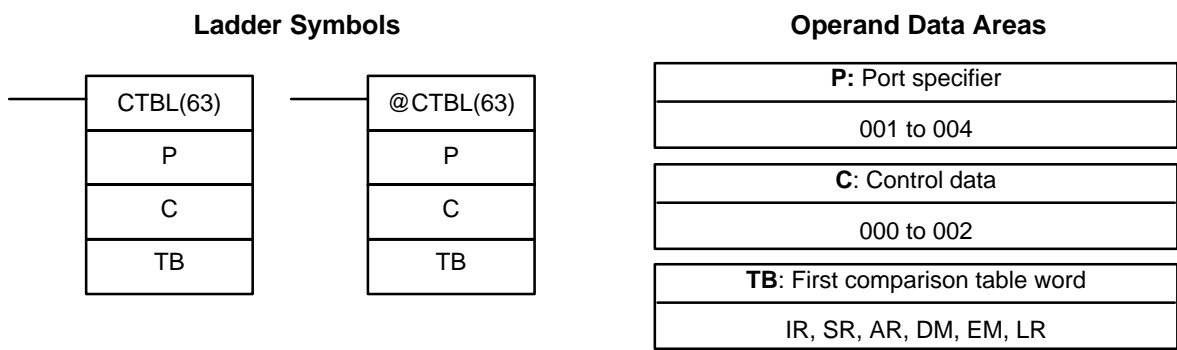 Ladder Symbols
CTBL(63)
P
C
TB
@CTBL(63)
P
C
TB
Operand Data Areas
P: Port specifier
001 to 004
C: Control data
000 to 002
TB: First comparison table word
IR, SR, AR, DM, EM, LR